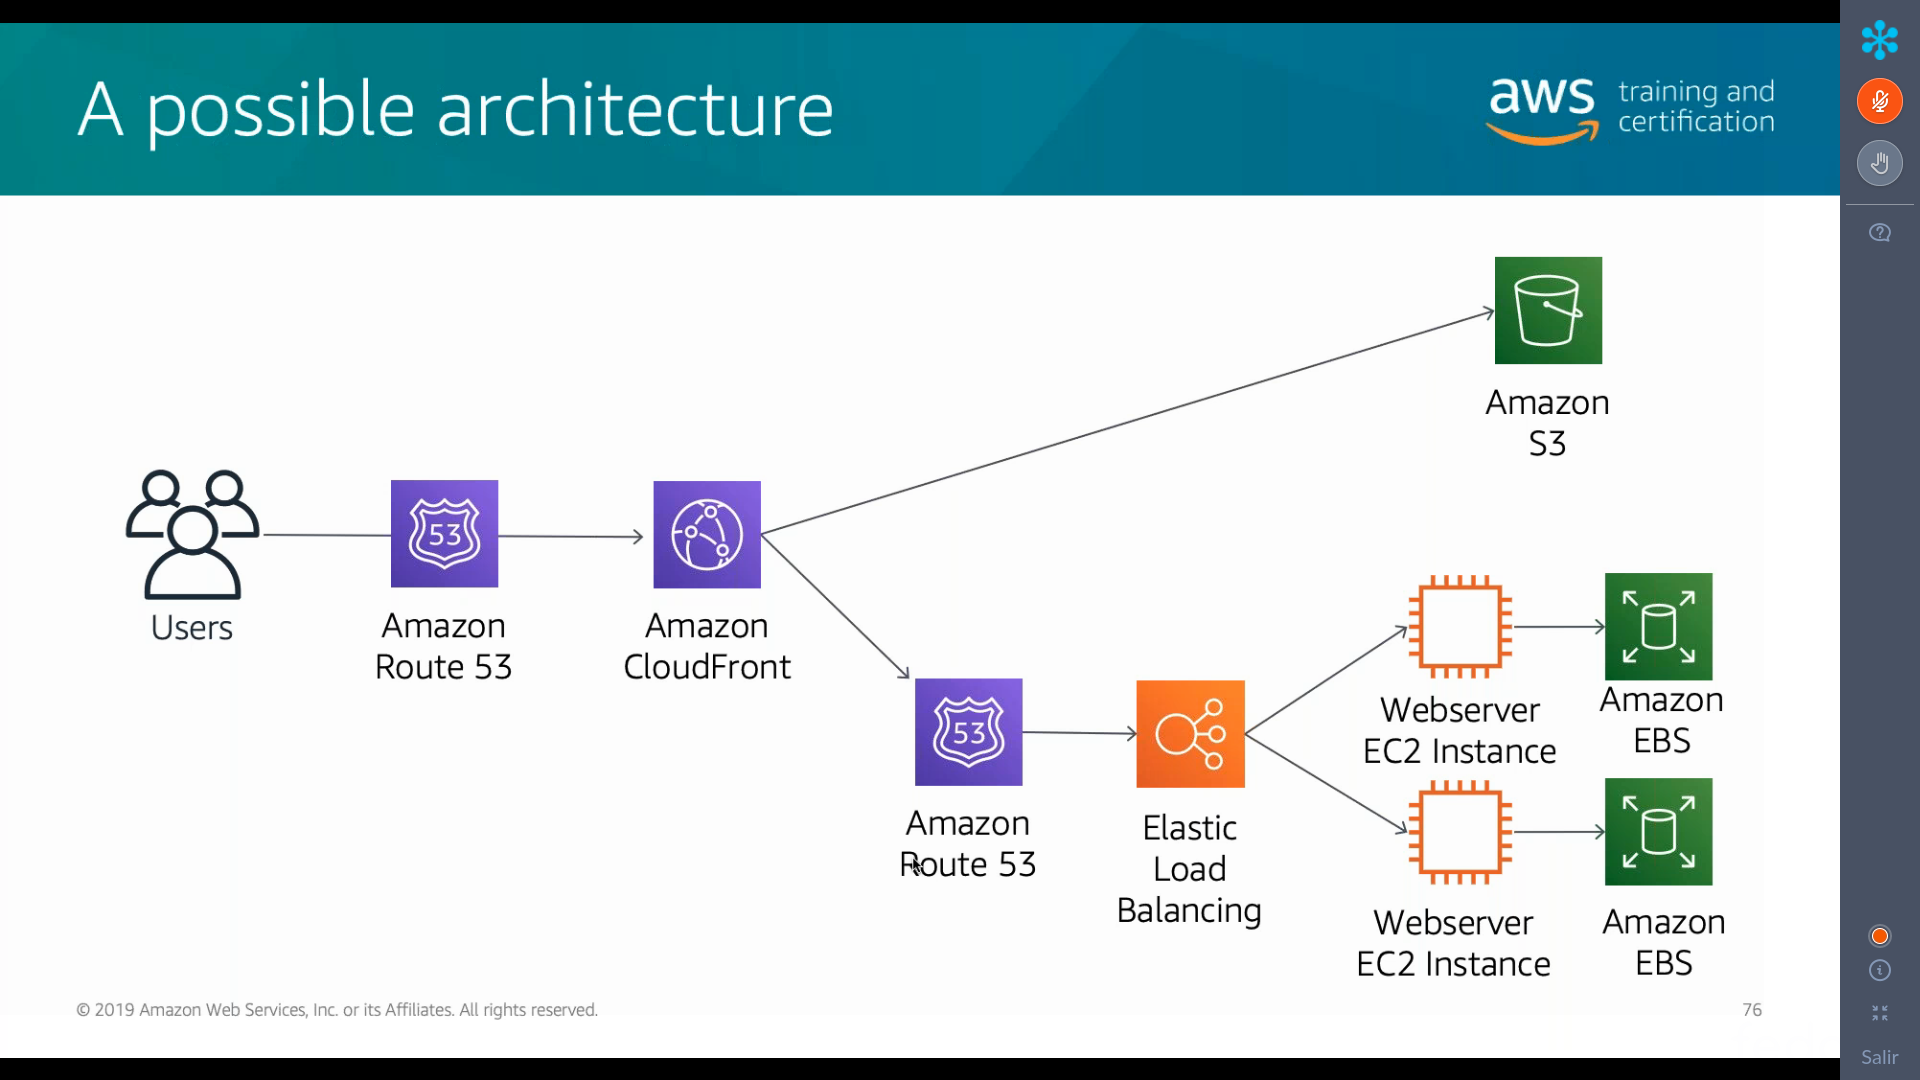 A possible architecture
aws training and
certification
Amazon
S3
53
Users
Amazon
Route 53
Amazon
CloudFront
53
Amazon
Route 53
Elastic
Load
Balancing
Webserver
EC2 Instance
Amazon
EBS
Webserver
EC2 Instance
Amazon
EBS
© 2019 Amazon Web Services, Inc. or its Affiliates. All rights reserved.
76
Salir